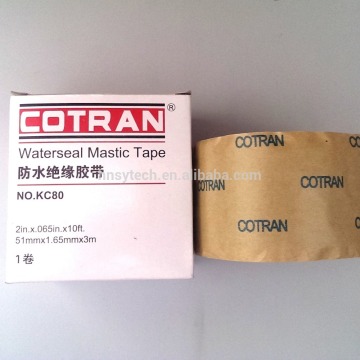 COTRAN®
Waterseal Mastic Tape
防水绝缘胶带
NO.KC80
2in.x.065in.x10ft.
51mmx1.65mmx3m
1卷
COTRAN
COTRAN
COTRAN